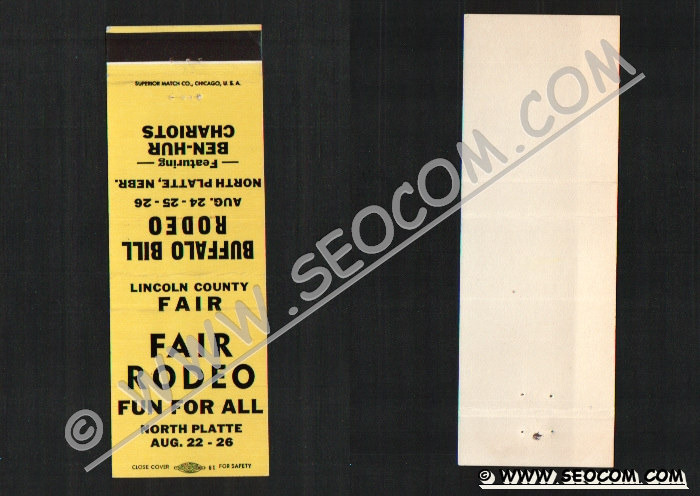 SUPERIOR MATCH CO., CHICAGO, U. S. A.
BUFFALO BILL
RODEO
AUG. 24 - 25 - 26
NORTH PLATTE, NEBR.
— Featuring —
BEN-HUR
CHARIOTS
LINCOLN COUNTY
FAIR
FAIR
RODEO
FUN FOR ALL
NORTH PLATTE
AUG. 22 - 26
CLOSE COVER 81 FOR SAFETY
© WWW.SEOCOM.COM
© WWW.SEOCOM.COM